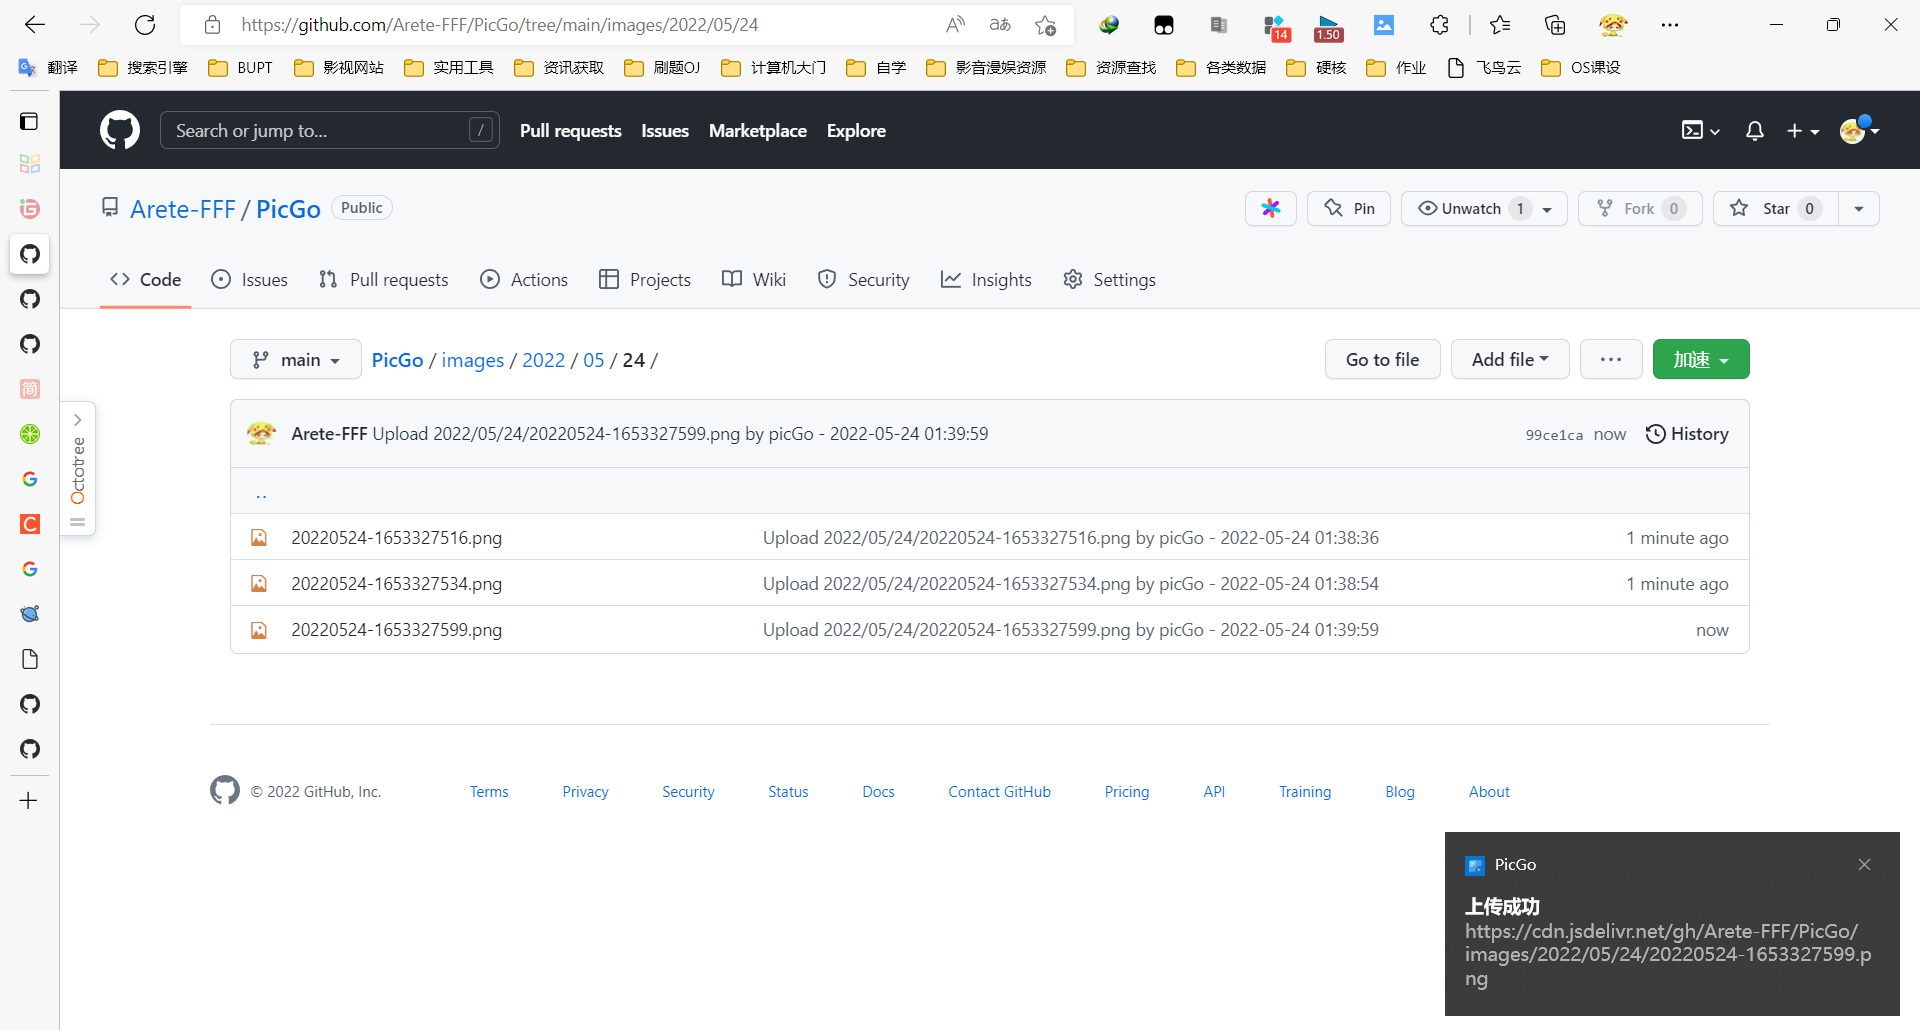 https://github.com/Arete-FFF/PicGo/tree/main/images/2022/05/24
14
1.50
翻译 搜索引擎 BUPT 影视网站 实用工具 资讯获取 刷题OJ 计算机大门 自学 影音漫娱资源 资源查找 各类数据 硬核 作业 飞鸟云 OS课设
Search or jump to... / Pull requests Issues Marketplace Explore
Arete-FFF / PicGo Public Pin Unwatch 1 Fork 0 Star 0
Code Issues Pull requests Actions Projects Wiki Security Insights Settings
main PicGo / images / 2022 / 05 / 24 / Go to file Add file ··· 加速
Octotree
Arete-FFF Upload 2022/05/24/20220524-1653327599.png by picGo - 2022-05-24 01:39:59 99ce1ca now History
..
20220524-1653327516.png Upload 2022/05/24/20220524-1653327516.png by picGo - 2022-05-24 01:38:36 1 minute ago
20220524-1653327534.png Upload 2022/05/24/20220524-1653327534.png by picGo - 2022-05-24 01:38:54 1 minute ago
20220524-1653327599.png Upload 2022/05/24/20220524-1653327599.png by picGo - 2022-05-24 01:39:59 now
简
© 2022 GitHub, Inc. Terms Privacy Security Status Docs Contact GitHub Pricing API Training Blog About
PicGo
上传成功
https://cdn.jsdelivr.net/gh/Arete-FFF/PicGo/
images/2022/05/24/20220524-1653327599.p
ng